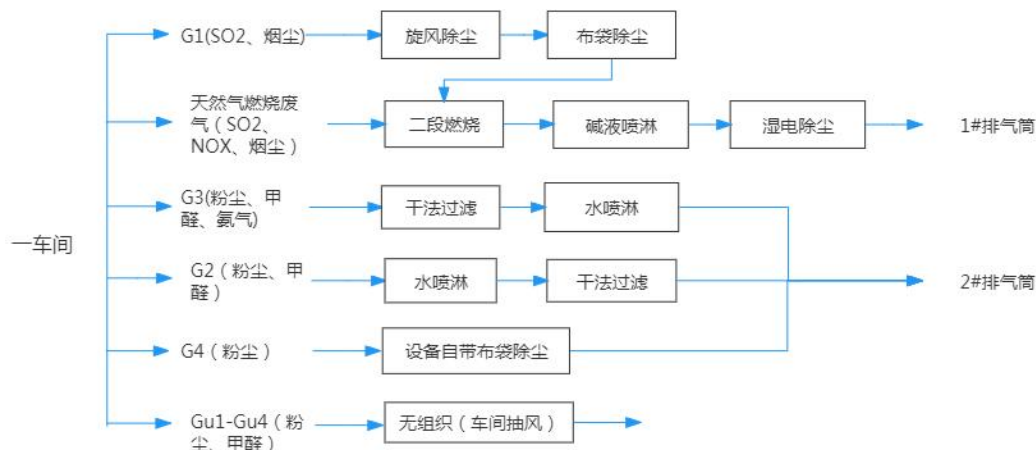 G1(SO2、烟尘)
旋风除尘
布袋除尘
天然气燃烧废
气（SO2、
NOX、烟尘）
二段燃烧
碱液喷淋
湿电除尘
1#排气筒
G3(粉尘、甲
醛、氨气)
干法过滤
水喷淋
一车间
G2（粉尘、甲
醛）
水喷淋
干法过滤
2#排气筒
G4（粉尘）
设备自带布袋除尘
Gu1-Gu4（粉
尘、甲醛）
无组织（车间抽风）